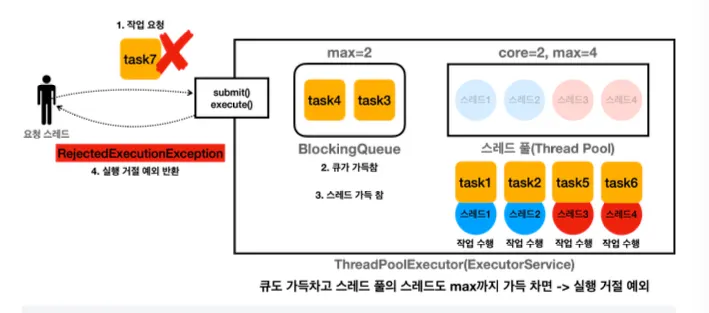 1. 작업 요청
task7
요청 스레드
RejectedExecutionException
4. 실행 거절 예외 반환
submit()
execute()
max=2
task4 task3
BlockingQueue
2. 큐가 가득참
3. 스레드 가득 참
core=2, max=4
스레드1 스레드2 스레드3 스레드4
스레드 풀(Thread Pool)
task1 task2 task5 task6
스레드1 스레드2 스레드3 스레드4
작업 수행 작업 수행 작업 수행 작업 수행
ThreadPoolExecutor(ExecutorService)
큐도 가득차고 스레드 풀의 스레드도 max까지 가득 차면 -> 실행 거절 예외